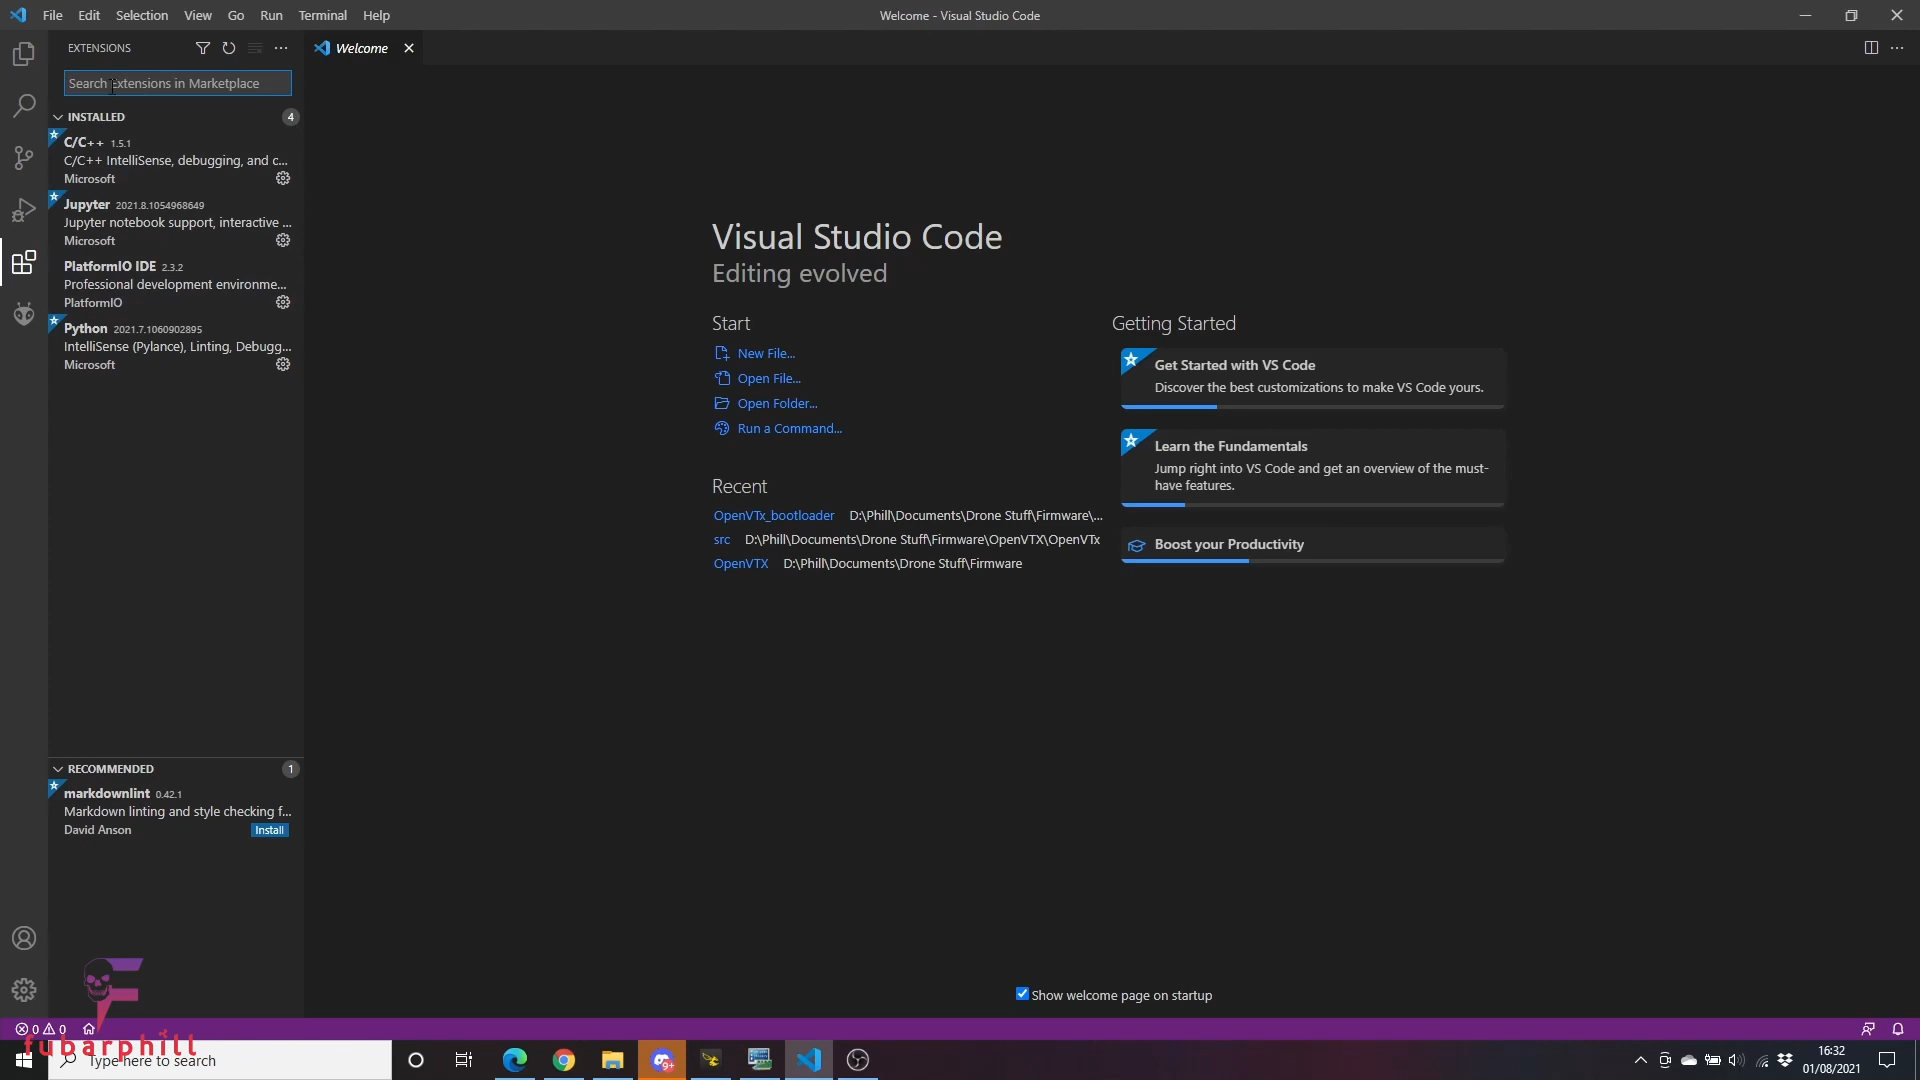 File Edit Selection View Go Run Terminal Help
Welcome - Visual Studio Code
EXTENSIONS
Welcome
Search Extensions in Marketplace
INSTALLED 4
C/C++ 1.5.1
C/C++ IntelliSense, debugging, and c...
Microsoft
Jupyter 2021.8.1054968649
Jupyter notebook support, interactive ...
Microsoft
PlatformIO IDE 2.3.2
Professional development environme...
PlatformIO
Python 2021.7.1060902895
IntelliSense (Pylance), Linting, Debugg...
Microsoft
RECOMMENDED 1
markdownlint 0.42.1
Markdown linting and style checking f...
David Anson Install
Visual Studio Code
Editing evolved
Start
New File...
Open File...
Open Folder...
Run a Command...
Recent
OpenVTx_bootloader D:\Phill\Documents\Drone Stuff\Firmware\...
src D:\Phill\Documents\Drone Stuff\Firmware\OpenVTX\OpenVTx
OpenVTX D:\Phill\Documents\Drone Stuff\Firmware
Getting Started
Get Started with VS Code
Discover the best customizations to make VS Code yours.
Learn the Fundamentals
Jump right into VS Code and get an overview of the must-
have features.
Boost your Productivity
Show welcome page on startup
0 0
fubarphill
Type here to search
9+
16:32
01/08/2021